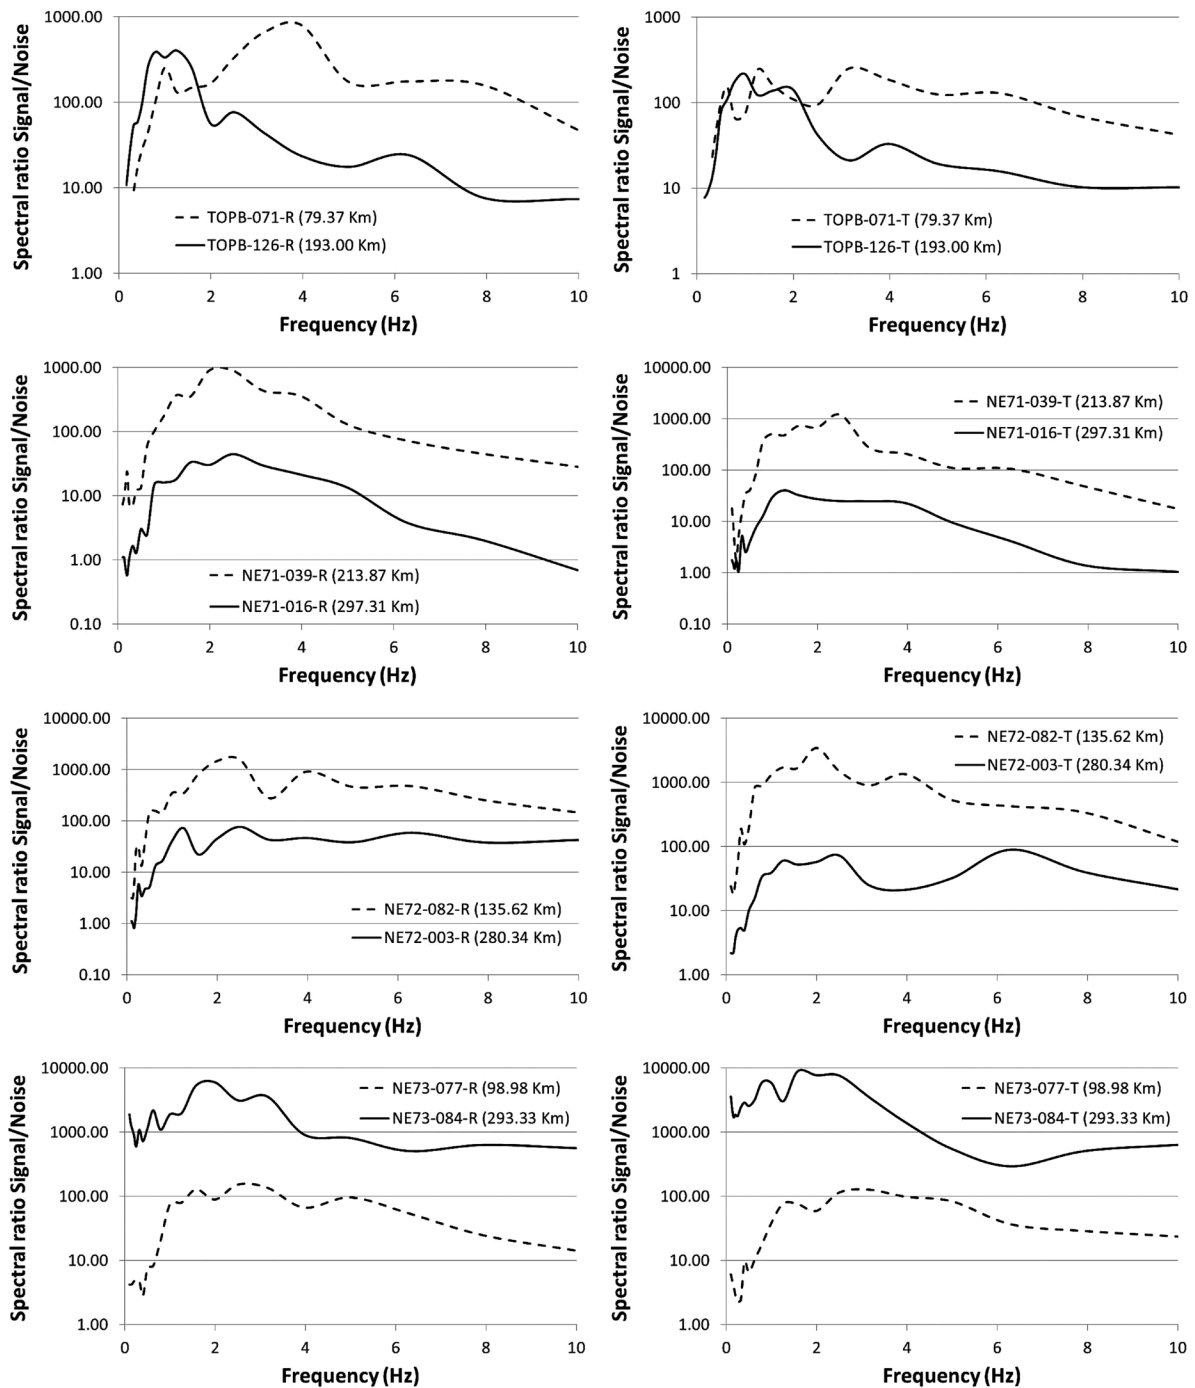 Spectral ratio Signal/Noise
1000.00
100.00
10.00
1.00
TOPB-071-R (79.37 Km)
TOPB-126-R (193.00 Km)
0 2 4 6 8 10
Frequency (Hz)
Spectral ratio Signal/Noise
1000
100
10
1
TOPB-071-T (79.37 Km)
TOPB-126-T (193.00 Km)
0 2 4 6 8 10
Frequency (Hz)
Spectral ratio Signal/Noise
1000.00
100.00
10.00
1.00
0.10
NE71-039-R (213.87 Km)
NE71-016-R (297.31 Km)
0 2 4 6 8 10
Frequency (Hz)
Spectral ratio Signal/Noise
10000.00
1000.00
100.00
10.00
1.00
0.10
NE71-039-T (213.87 Km)
NE71-016-T (297.31 Km)
0 2 4 6 8 10
Frequency (Hz)
Spectral ratio Signal/Noise
10000.00
1000.00
100.00
10.00
1.00
0.10
NE72-082-R (135.62 Km)
NE72-003-R (280.34 Km)
0 2 4 6 8 10
Frequency (Hz)
Spectral ratio Signal/Noise
10000.00
1000.00
100.00
10.00
1.00
NE72-082-T (135.62 Km)
NE72-003-T (280.34 Km)
0 2 4 6 8 10
Frequency (Hz)
Spectral ratio Signal/Noise
10000.00
1000.00
100.00
10.00
1.00
NE73-077-R (98.98 Km)
NE73-084-R (293.33 Km)
0 2 4 6 8 10
Frequency (Hz)
Spectral ratio Signal/Noise
10000.00
1000.00
100.00
10.00
1.00
NE73-077-T (98.98 Km)
NE73-084-T (293.33 Km)
0 2 4 6 8 10
Frequency (Hz)